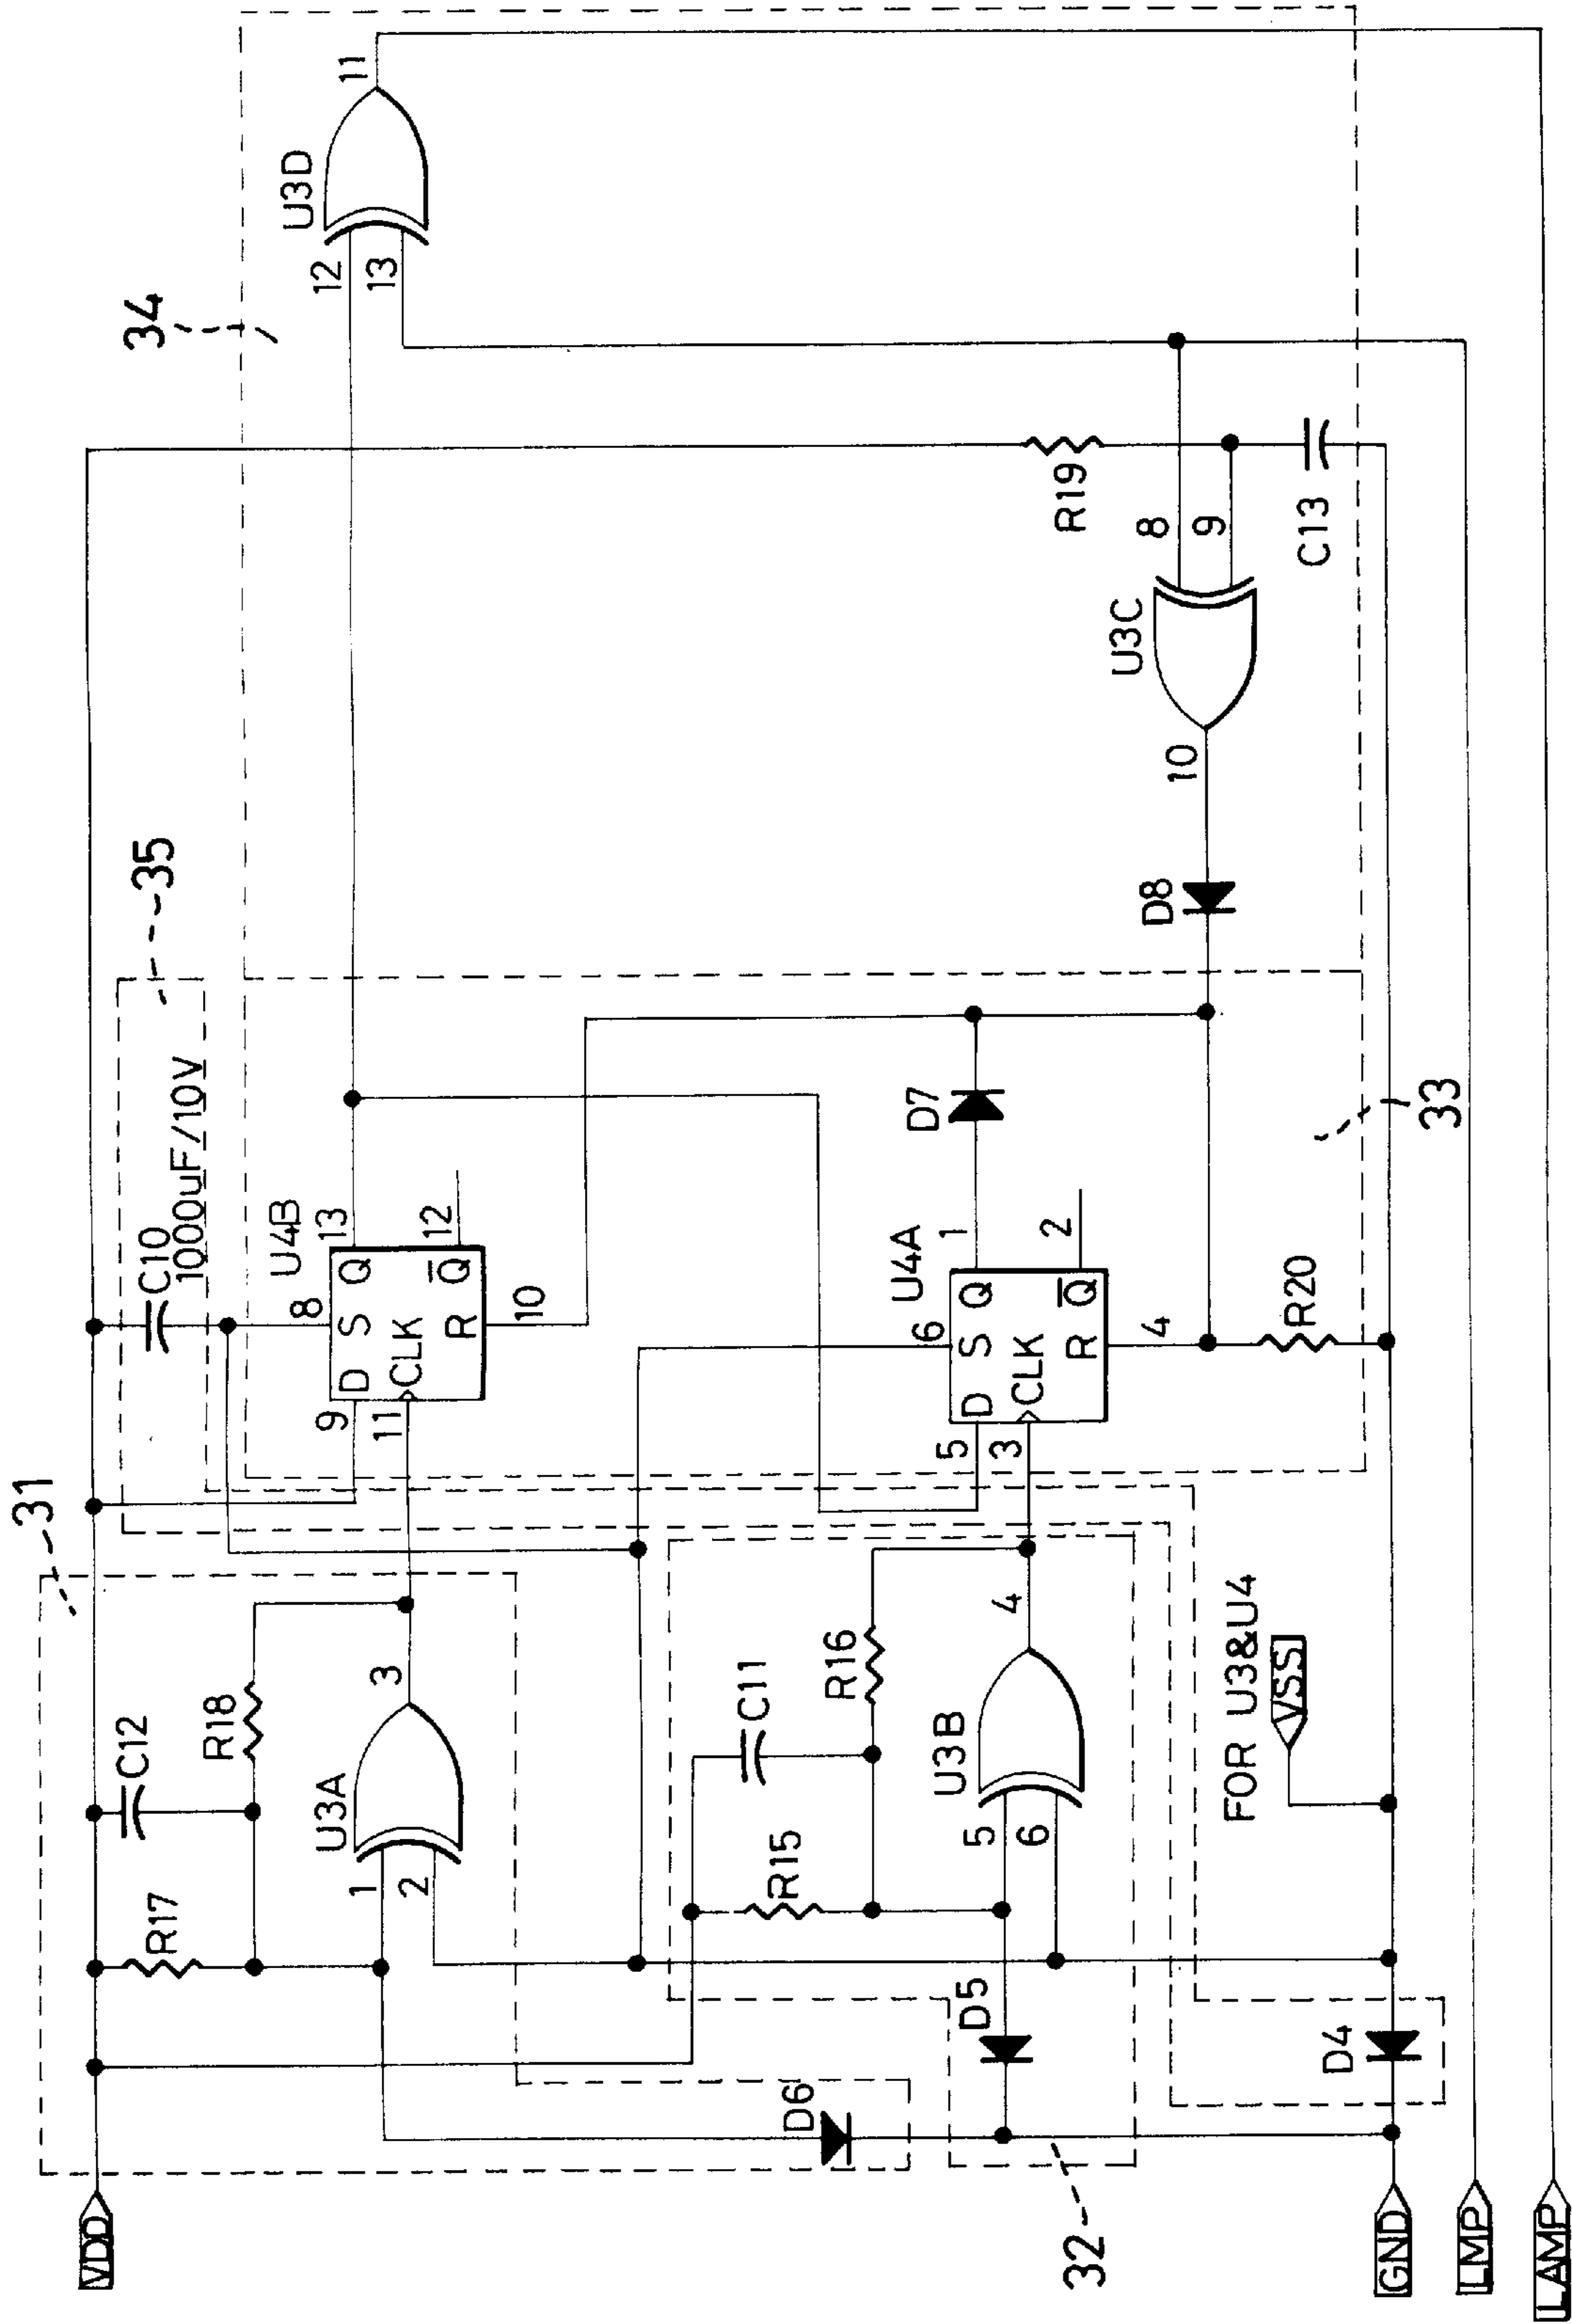 VDD
31
C10
1000uF/10V
35
34
R17
C12
R18
U3A
1
2
3
9
11
D
CLK
S
R
Q
Q̅
8
10
U4B
13
12
U3D
12
13
11
D6
R15
C11
R16
U3B
5
6
4
5
3
D
CLK
S
R
Q
Q̅
6
4
U4A
1
2
D7
D5
32
R20
D8
10
U3C
8
9
R19
C13
33
D4
FOR U3&U4
VSS
GND
LMP
LAMP